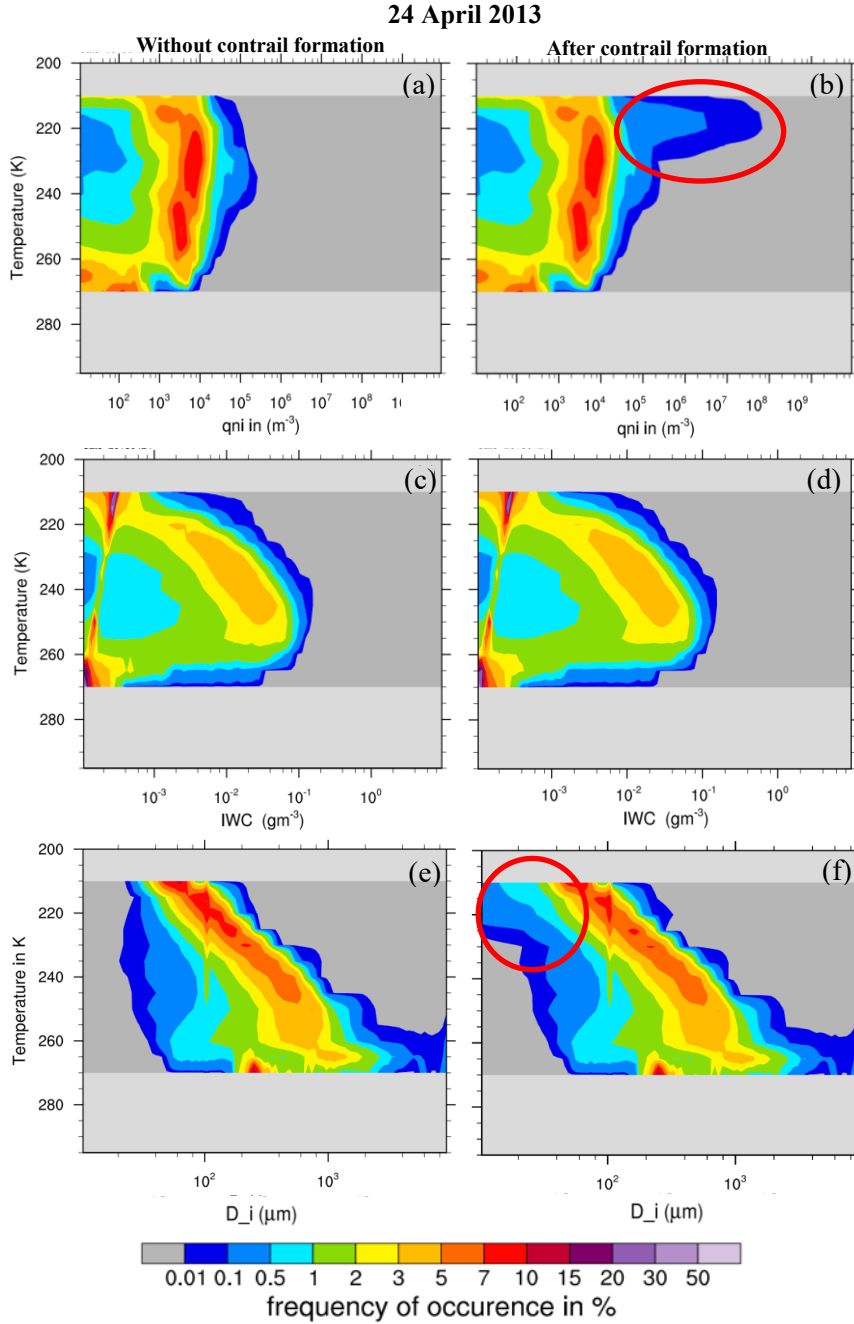 24 April 2013
Without contrail formation
After contrail formation
200
220
240
260
280
Temperature (K)
(a)
(b)
10² 10³ 10⁴ 10⁵ 10⁶ 10⁷ 10⁸
qni in (m⁻³)
10² 10³ 10⁴ 10⁵ 10⁶ 10⁷ 10⁸ 10⁹
qni in (m⁻³)
200
220
240
260
280
Temperature (K)
(c)
(d)
10⁻³ 10⁻² 10⁻¹ 10⁰
IWC (gm⁻³)
10⁻³ 10⁻² 10⁻¹ 10⁰
IWC (gm⁻³)
200
220
240
260
280
Temperature in K
(e)
(f)
10² 10³
D_i (μm)
10² 10³
D_i (μm)
0.01 0.1 0.5 1 2 3 5 7 10 15 20 30 50
frequency of occurence in %